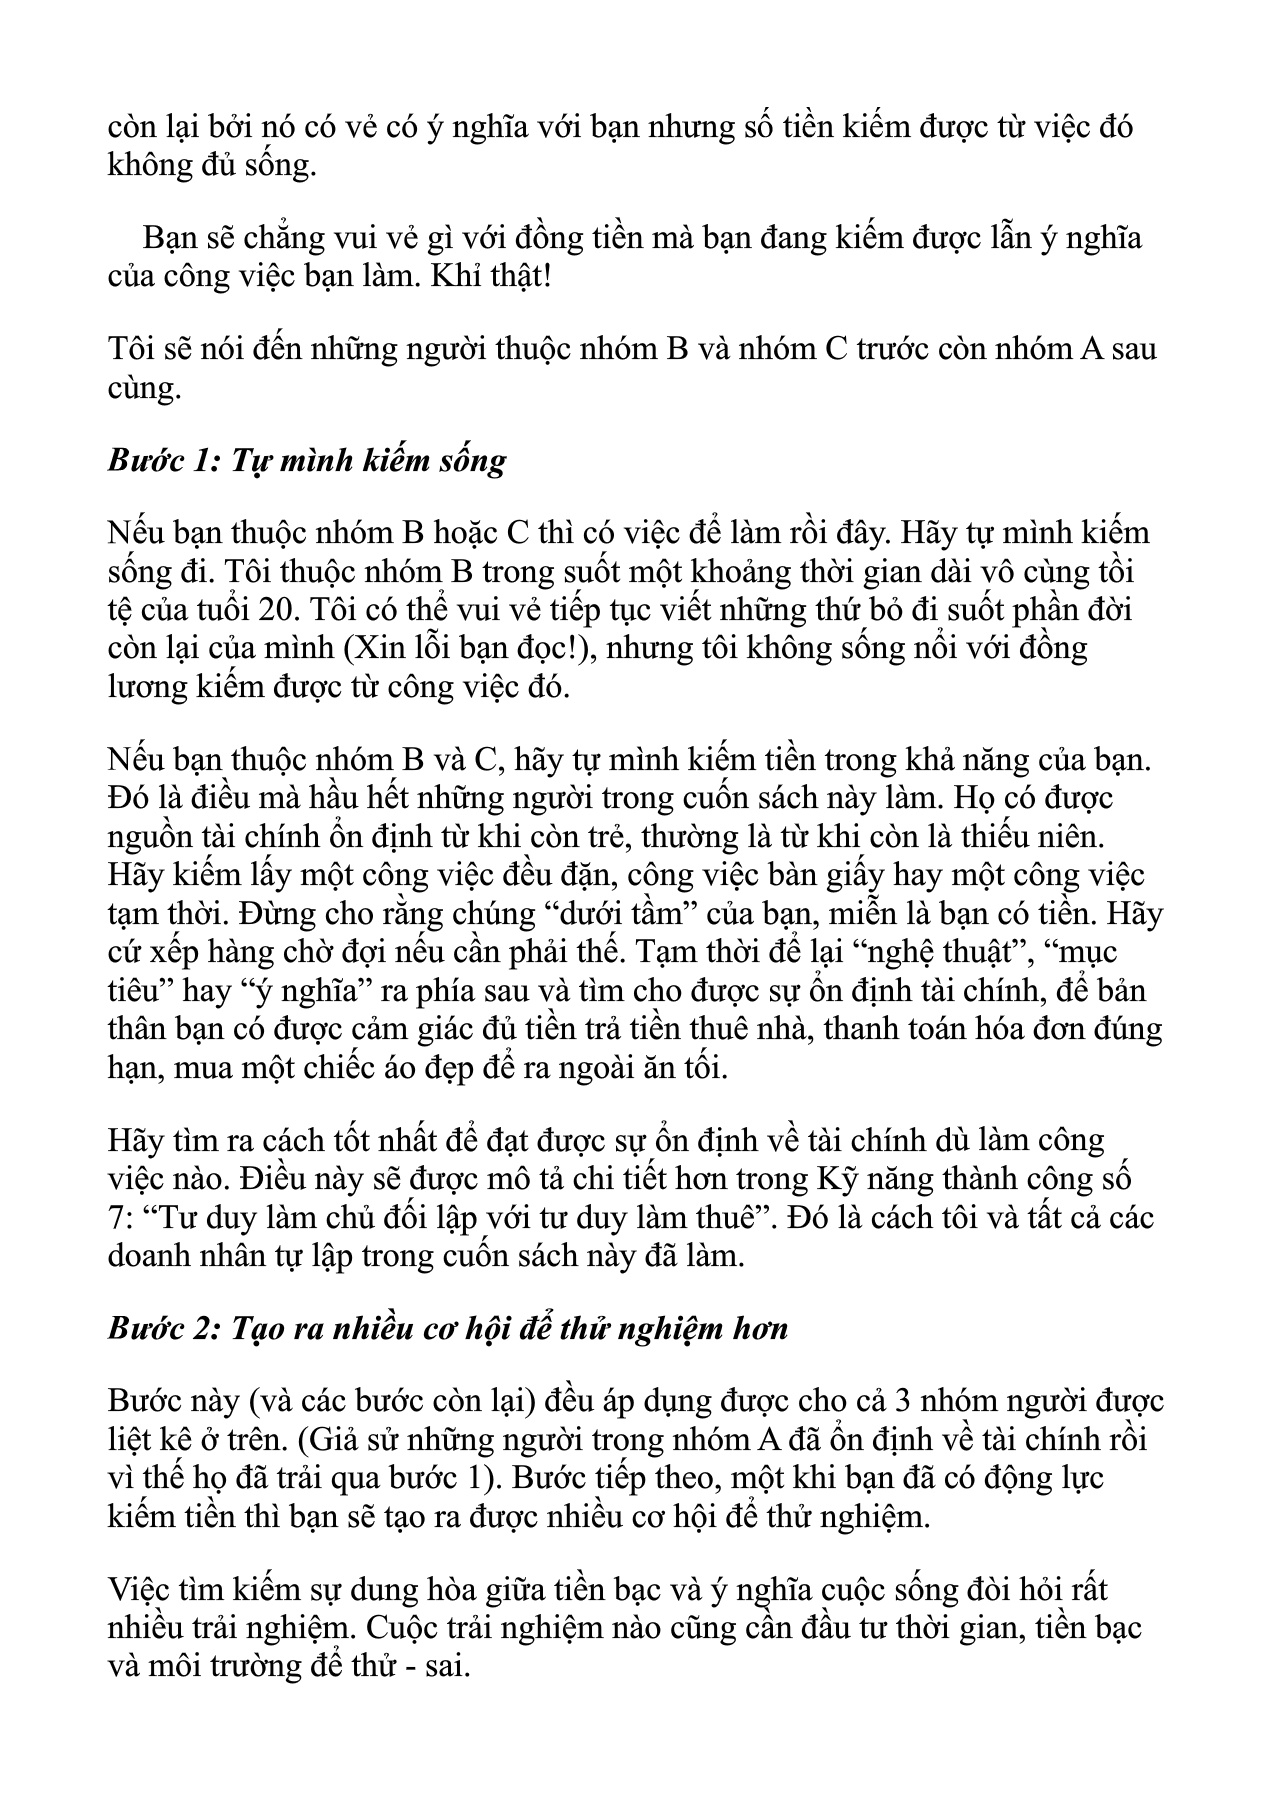 còn lại bởi nó có vẻ có ý nghĩa với bạn nhưng số tiền kiếm được từ việc đó
không đủ sống.
Bạn sẽ chẳng vui vẻ gì với đồng tiền mà bạn đang kiếm được lẫn ý nghĩa
của công việc bạn làm. Khỉ thật!
Tôi sẽ nói đến những người thuộc nhóm B và nhóm C trước còn nhóm A sau
cùng.
Bước 1: Tự mình kiếm sống
Nếu bạn thuộc nhóm B hoặc C thì có việc để làm rồi đây. Hãy tự mình kiếm
sống đi. Tôi thuộc nhóm B trong suốt một khoảng thời gian dài vô cùng tồi
tệ của tuổi 20. Tôi có thể vui vẻ tiếp tục viết những thứ bỏ đi suốt phần đời
còn lại của mình (Xin lỗi bạn đọc!), nhưng tôi không sống nổi với đồng
lương kiếm được từ công việc đó.
Nếu bạn thuộc nhóm B và C, hãy tự mình kiếm tiền trong khả năng của bạn.
Đó là điều mà hầu hết những người trong cuốn sách này làm. Họ có được
nguồn tài chính ổn định từ khi còn trẻ, thường là từ khi còn là thiếu niên.
Hãy kiếm lấy một công việc đều đặn, công việc bàn giấy hay một công việc
tạm thời. Đừng cho rằng chúng “dưới tầm” của bạn, miễn là bạn có tiền. Hãy
cứ xếp hàng chờ đợi nếu cần phải thế. Tạm thời để lại “nghệ thuật”, “mục
tiêu” hay “ý nghĩa” ra phía sau và tìm cho được sự ổn định tài chính, để bản
thân bạn có được cảm giác đủ tiền trả tiền thuê nhà, thanh toán hóa đơn đúng
hạn, mua một chiếc áo đẹp để ra ngoài ăn tối.
Hãy tìm ra cách tốt nhất để đạt được sự ổn định về tài chính dù làm công
việc nào. Điều này sẽ được mô tả chi tiết hơn trong Kỹ năng thành công số
7: “Tư duy làm chủ đối lập với tư duy làm thuê”. Đó là cách tôi và tất cả các
doanh nhân tự lập trong cuốn sách này đã làm.
Bước 2: Tạo ra nhiều cơ hội để thử nghiệm hơn
Bước này (và các bước còn lại) đều áp dụng được cho cả 3 nhóm người được
liệt kê ở trên. (Giả sử những người trong nhóm A đã ổn định về tài chính rồi
vì thế họ đã trải qua bước 1). Bước tiếp theo, một khi bạn đã có động lực
kiếm tiền thì bạn sẽ tạo ra được nhiều cơ hội để thử nghiệm.
Việc tìm kiếm sự dung hòa giữa tiền bạc và ý nghĩa cuộc sống đòi hỏi rất
nhiều trải nghiệm. Cuộc trải nghiệm nào cũng cần đầu tư thời gian, tiền bạc
và môi trường để thử - sai.